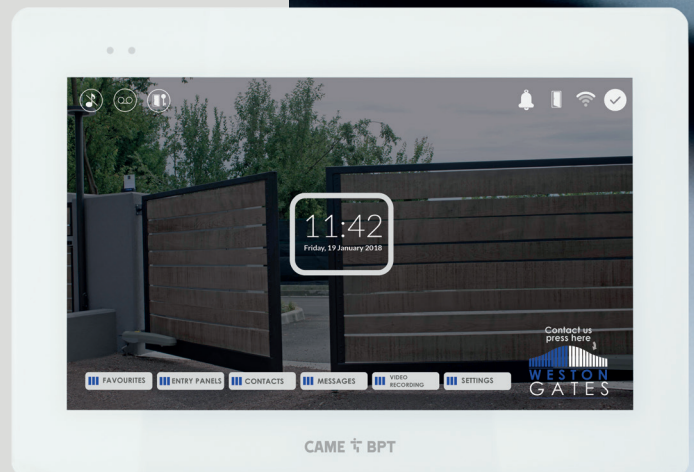 11:42
Friday, 19 January 2018
Contact us
press here
WESTON
GATES
FAVOURITES
ENTRY PANELS
CONTACTS
MESSAGES
VIDEO
RECORDING
SETTINGS
CAME BPT